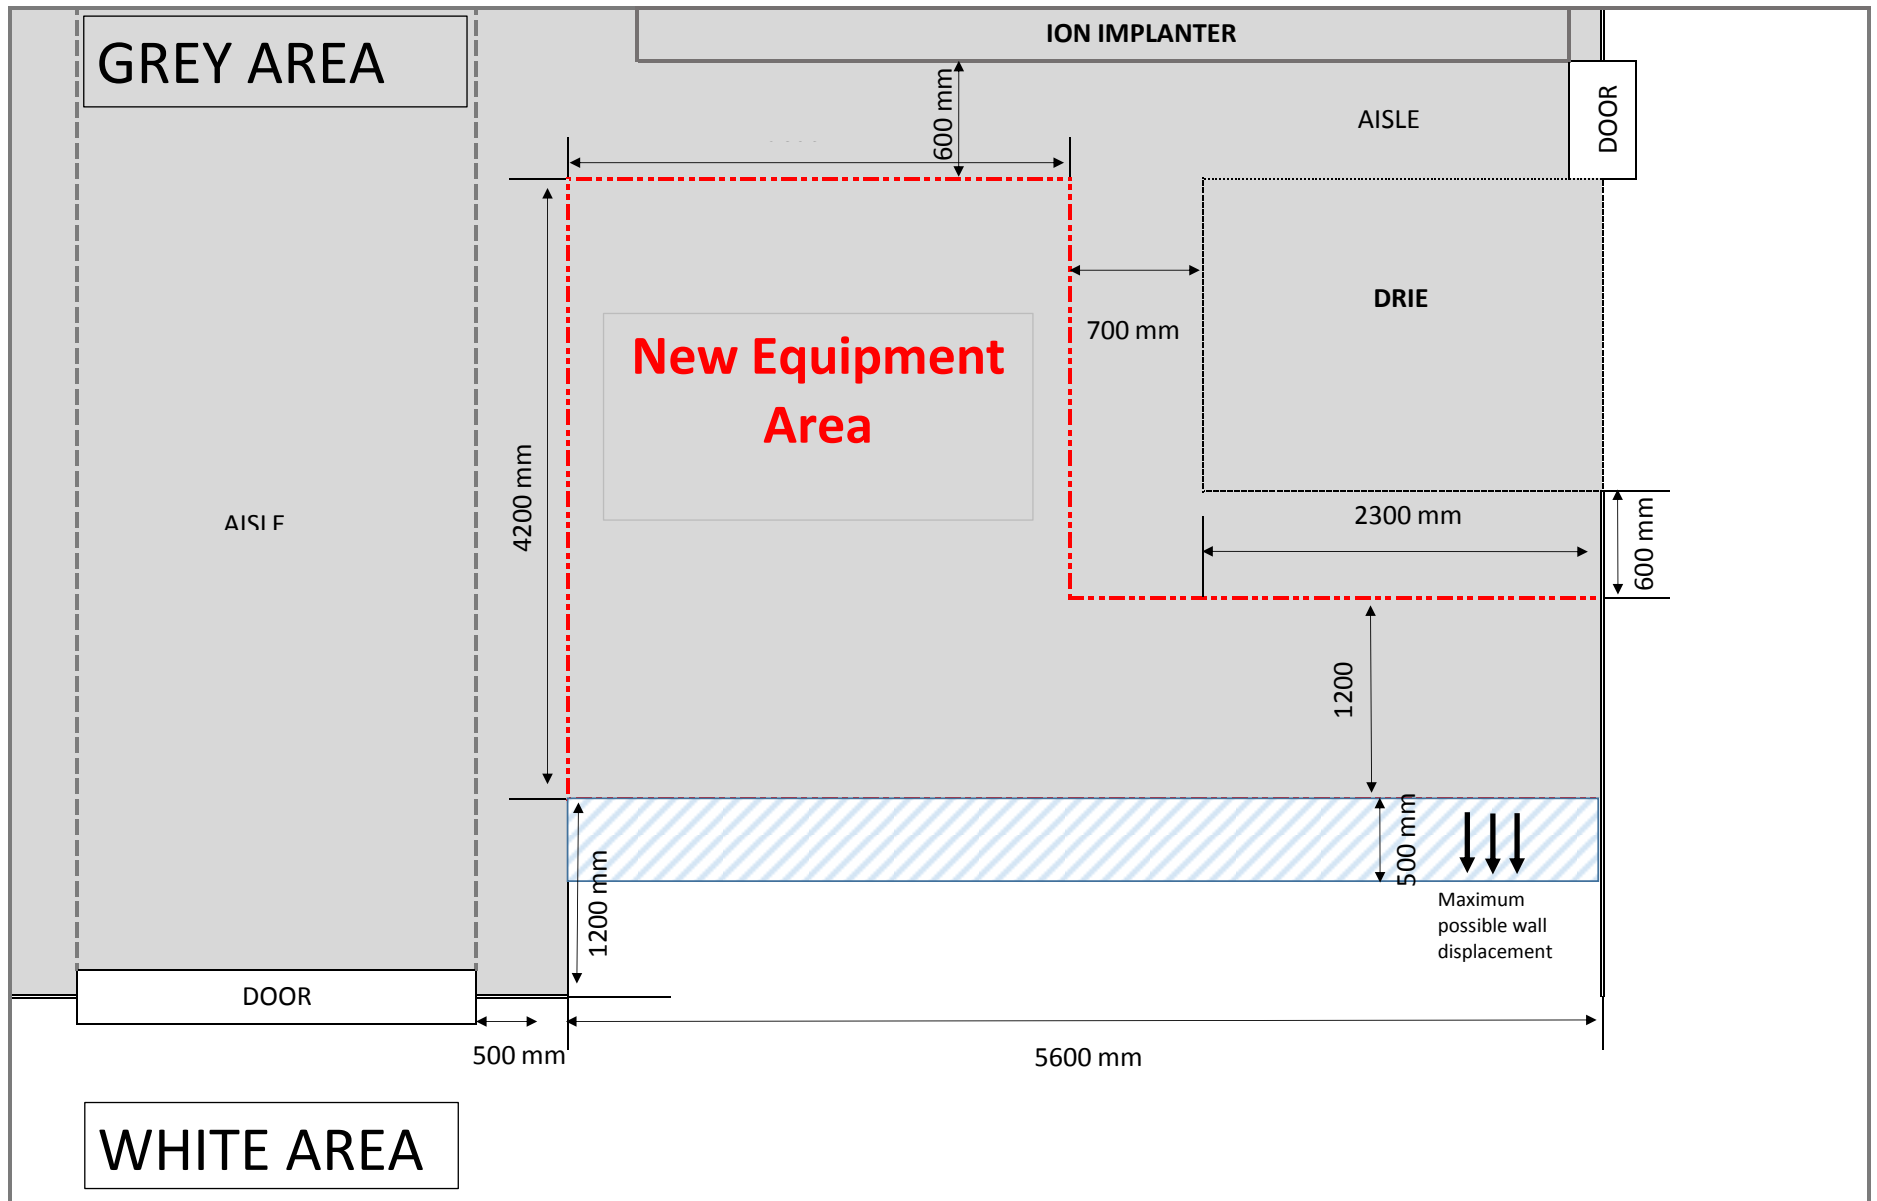 ION IMPLANTER
GREY AREA
600 mm
AISLE
DOOR
DRIE
700 mm
New Equipment
Area
4200 mm
AISLE
2300 mm
600 mm
1200
500 mm
1200 mm
Maximum
possible wall
displacement
DOOR
500 mm
5600 mm
WHITE AREA